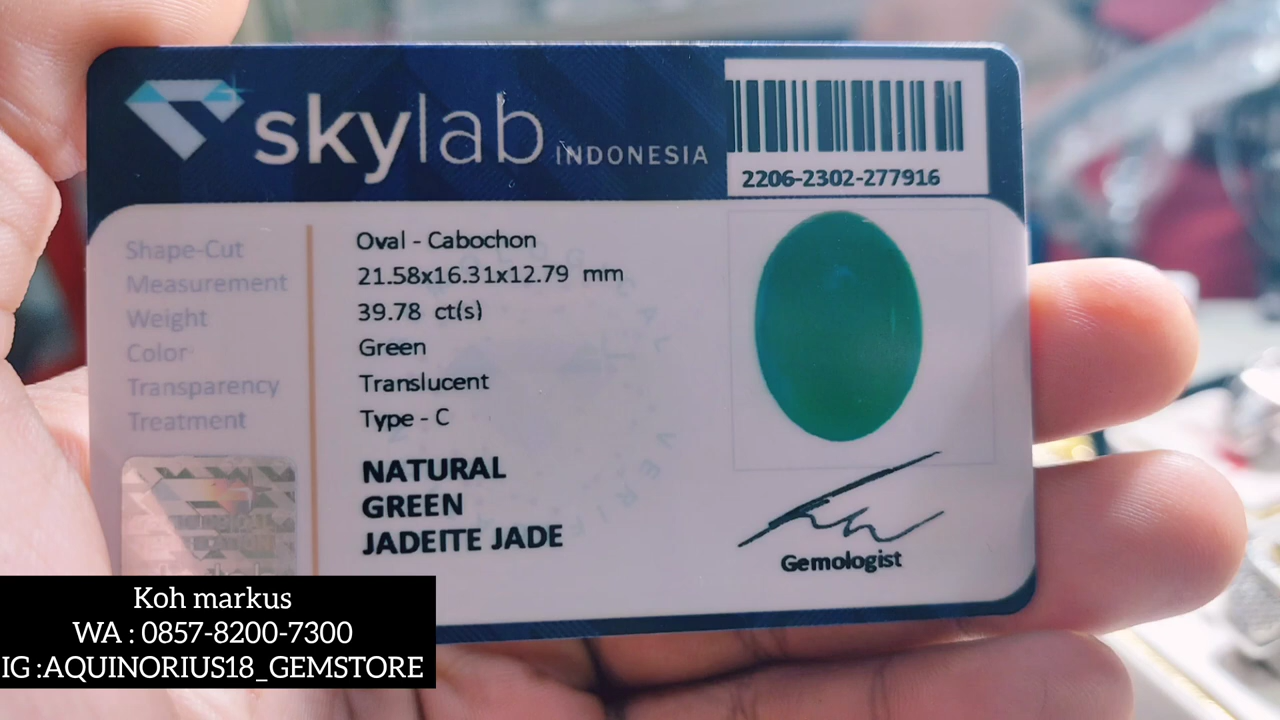 skylab INDONESIA
2206-2302-277916
Shape-Cut Oval - Cabochon
Measurement 21.58x16.31x12.79 mm
Weight 39.78 ct(s)
Color Green
Transparency Translucent
Treatment Type - C
NATURAL
GREEN
JADEITE JADE
Gemologist
Koh markus
WA : 0857-8200-7300
IG :AQUINORIUS18_GEMSTORE